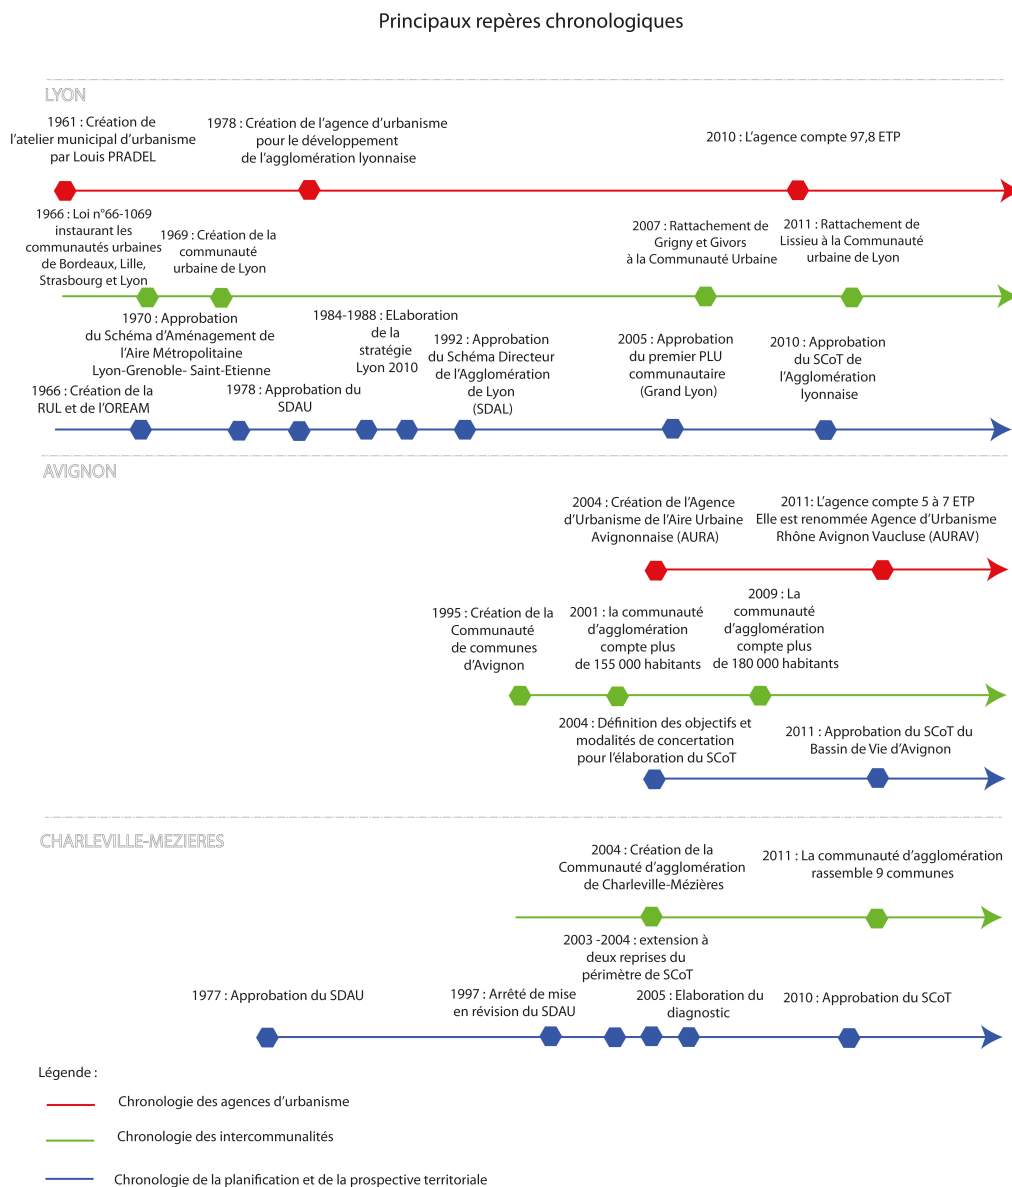 Principaux repères chronologiques
LYON
1961 : Création de
l'atelier municipal d'urbanisme
par Louis PRADEL
1978 : Création de l'agence d'urbanisme
pour le développement
de l'agglomération lyonnaise
2010 : L'agence compte 97,8 ETP
1966 : Loi n°66-1069
instaurant les
communautés urbaines
de Bordeaux, Lille,
Strasbourg et Lyon
1969 : Création de la
communauté
urbaine de Lyon
2007 : Rattachement de
Grigny et Givors
à la Communauté Urbaine
2011 : Rattachement de
Lissieu à la Communauté
urbaine de Lyon
1966 : Création de la
RUL et de l'OREAM
1970 : Approbation
du Schéma d'Aménagement de
l'Aire Métropolitaine
Lyon-Grenoble- Saint-Etienne
1978 : Approbation du
SDAU
1984-1988 : ELaboration
de la
stratégie
Lyon 2010
1992 : Approbation
du Schéma Directeur
de l'Agglomération
de Lyon
(SDAL)
2005 : Approbation
du premier PLU
communautaire
(Grand Lyon)
2010 : Approbation
du SCoT de
l'Agglomération
lyonnaise
AVIGNON
2004 : Création de l'Agence
d'Urbanisme de l'Aire Urbaine
Avignonnaise (AURA)
2011: L'agence compte 5 à 7 ETP
Elle est renommée Agence d'Urbanisme
Rhône Avignon Vaucluse (AURAV)
1995 : Création de la
Communauté
de communes
d'Avignon
2001 : la communauté
d'agglomération
compte plus
de 155 000 habitants
2009 : La
communauté
d'agglomération
compte plus
de 180 000 habitants
2004 : Définition des objectifs et
modalités de concertation
pour l'élaboration du SCoT
2011 : Approbation du SCoT du
Bassin de Vie d'Avignon
CHARLEVILLE-MEZIERES
2004 : Création de la
Communauté d'agglomération
de Charleville-Mézières
2011 : La communauté d'agglomération
rassemble 9 communes
1977 : Approbation du SDAU
1997 : Arrêté de mise
en révision du SDAU
2003 -2004 : extension à
deux reprises du
périmètre de SCoT
2005 : Elaboration du
diagnostic
2010 : Approbation du SCoT
Légende :
Chronologie des agences d'urbanisme
Chronologie des intercommunalités
Chronologie de la planification et de la prospective territoriale